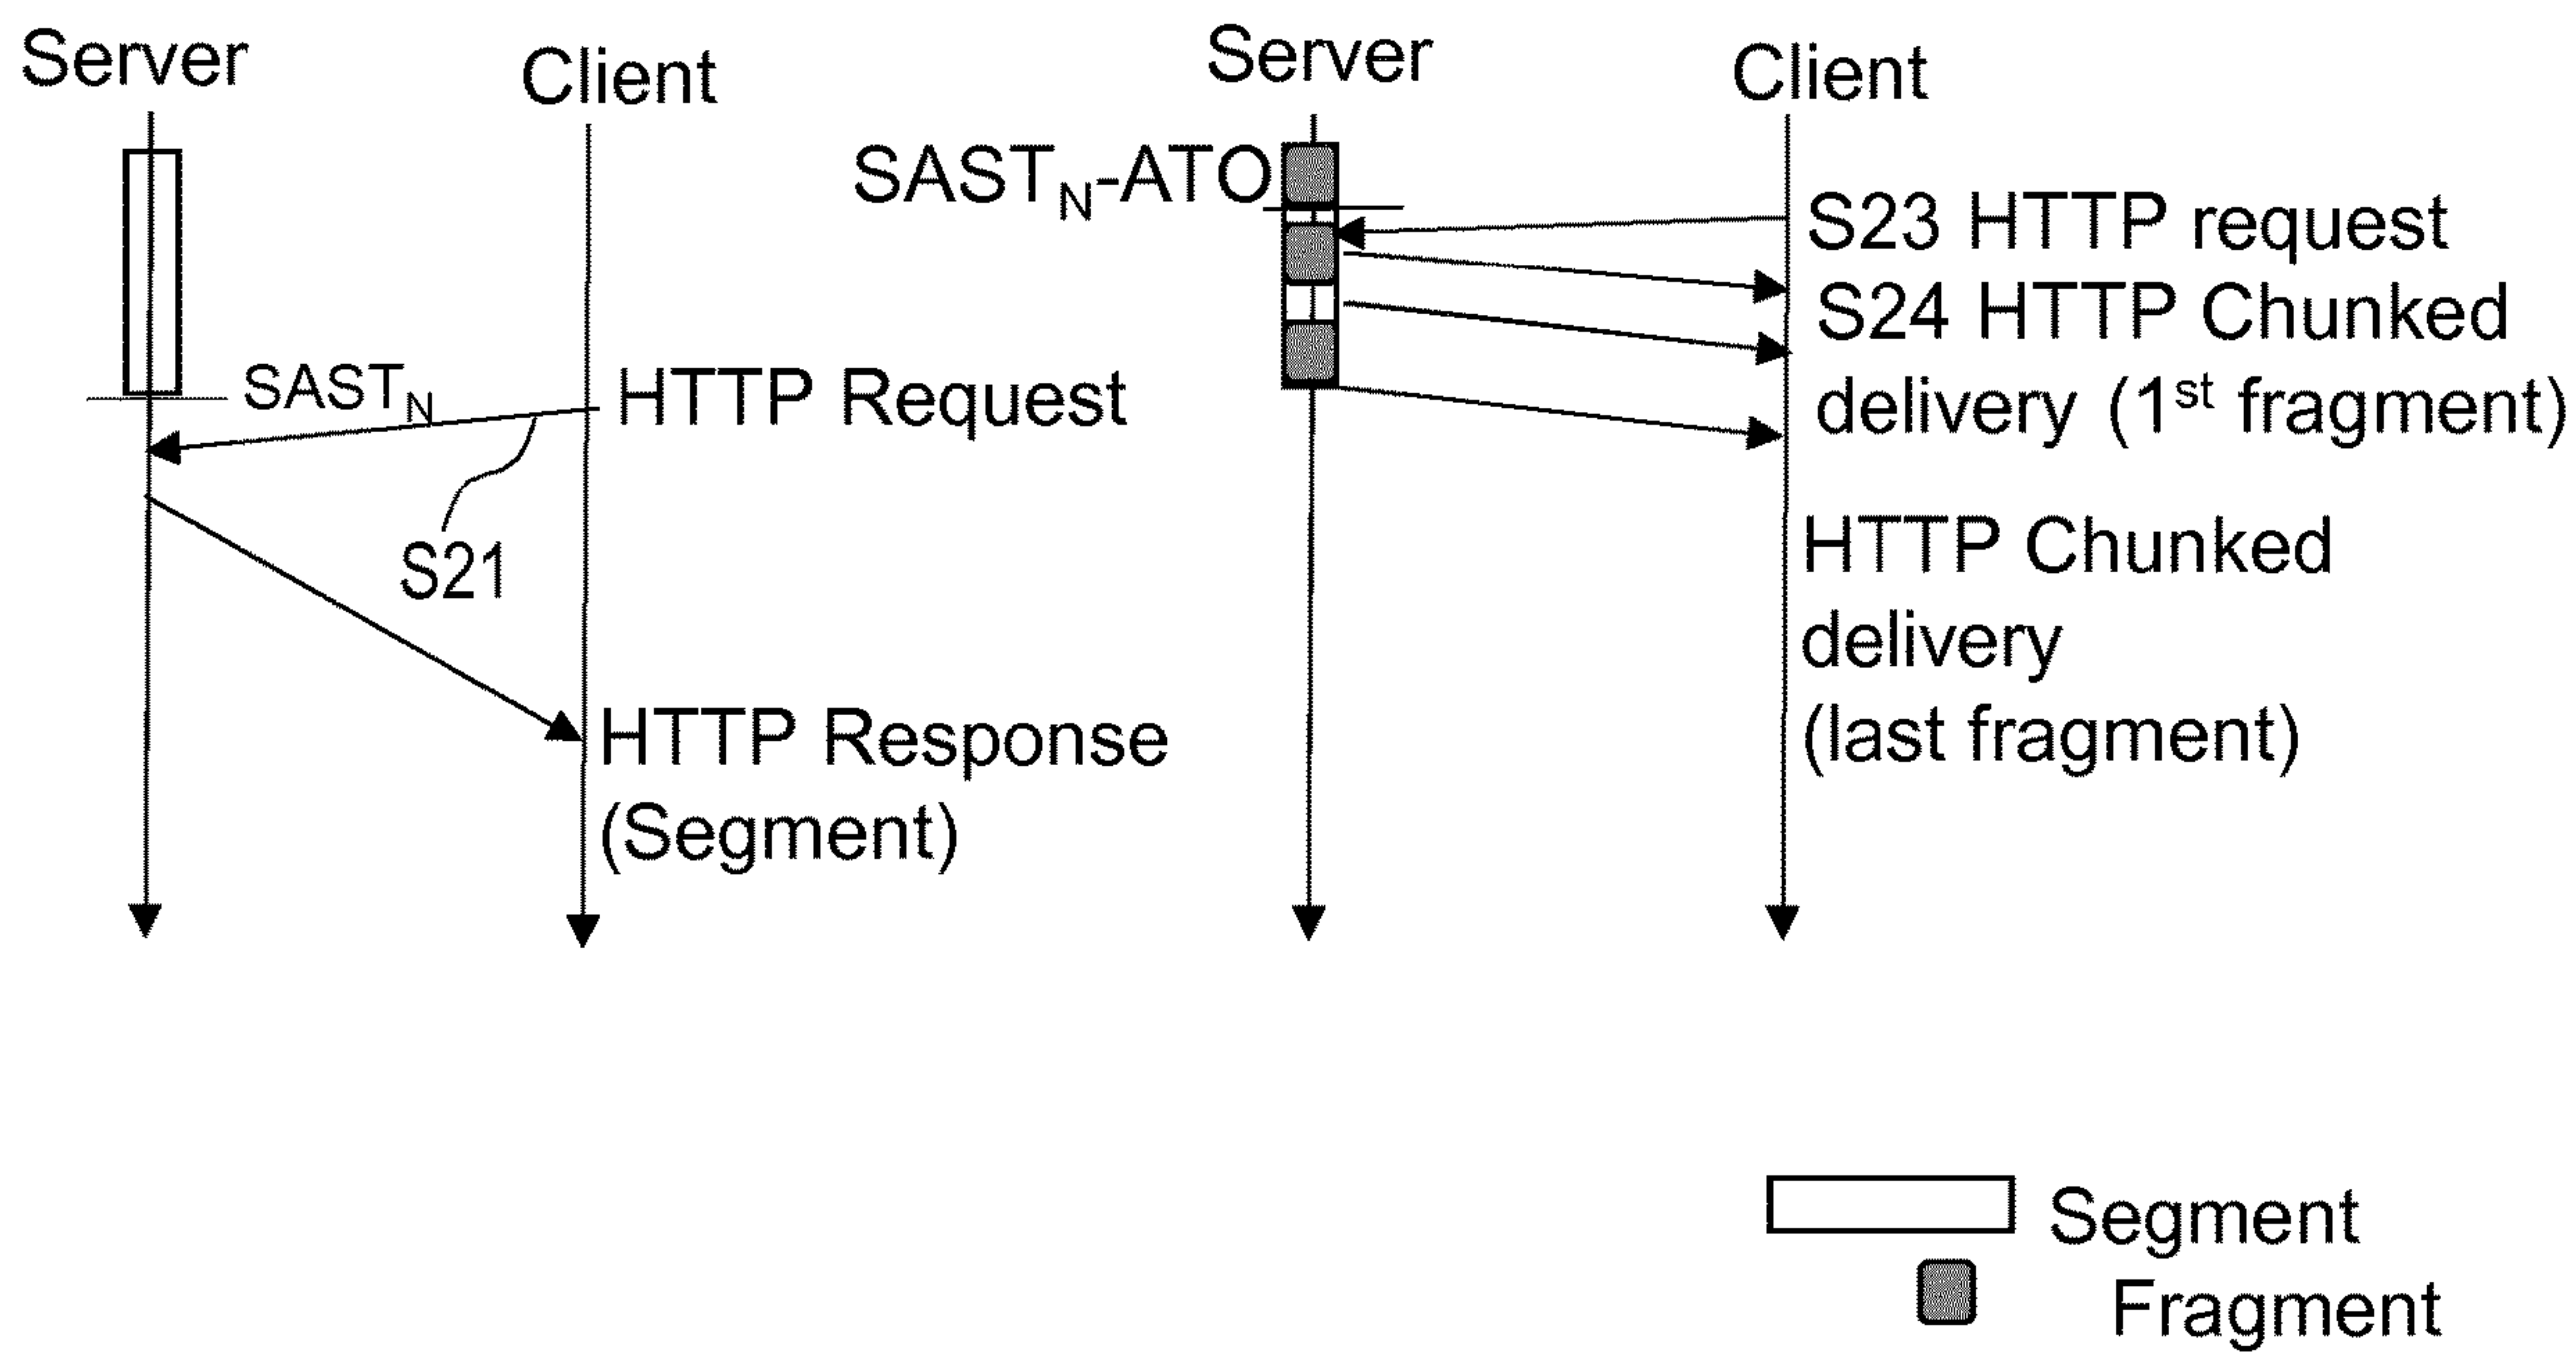 Server
Client
SASTN
HTTP Request
S21
HTTP Response
(Segment)
Server
Client
SASTN-ATO
S23 HTTP request
S24 HTTP Chunked
delivery (1st fragment)
HTTP Chunked
delivery
(last fragment)
Segment
Fragment